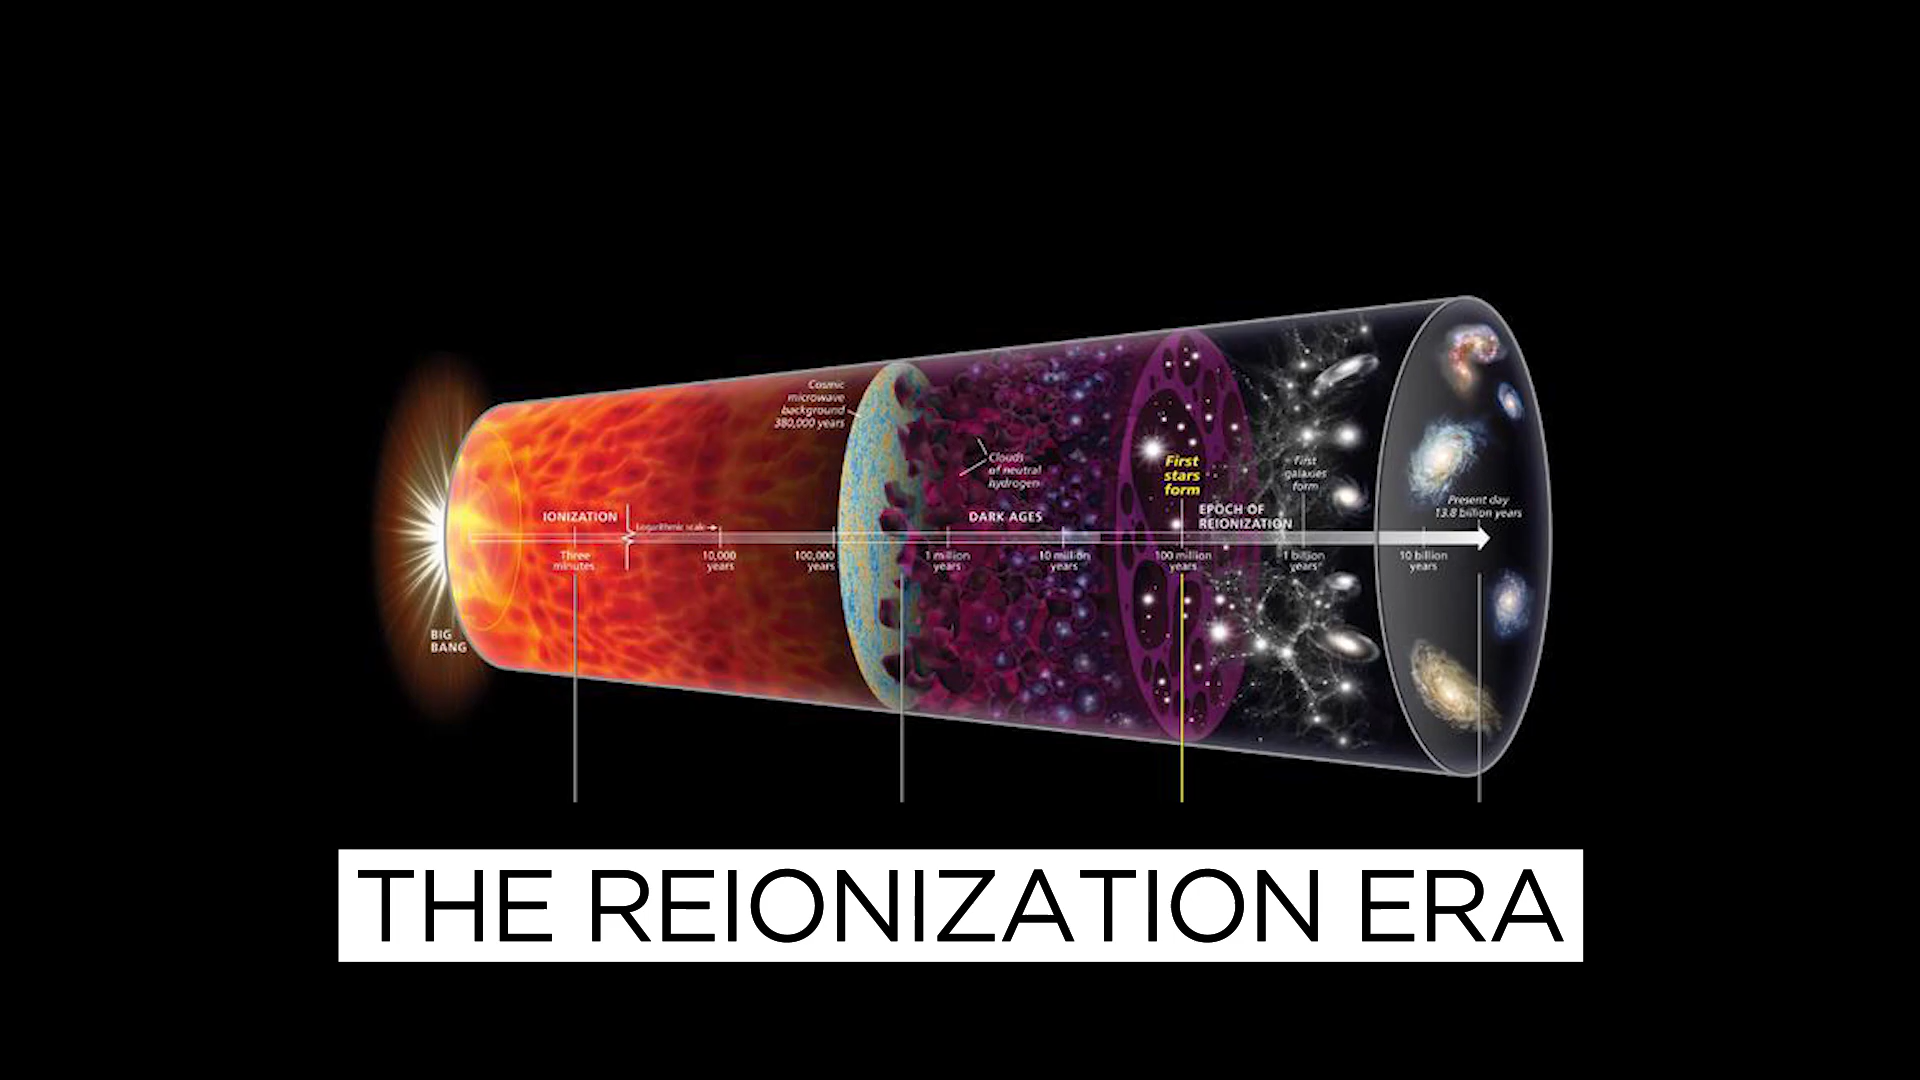 Cosmic
microwave
background
380,000 years
Clouds
of neutral
hydrogen
First
stars
form
First
galaxies
form
Present day
13.8 billion years
IONIZATION
Logarithmic scale
DARK AGES
EPOCH OF
REIONIZATION
Three
minutes
10,000
years
100,000
years
1 million
years
10 million
years
100 million
years
1 billion
years
10 billion
years
BIG
BANG
THE REIONIZATION ERA